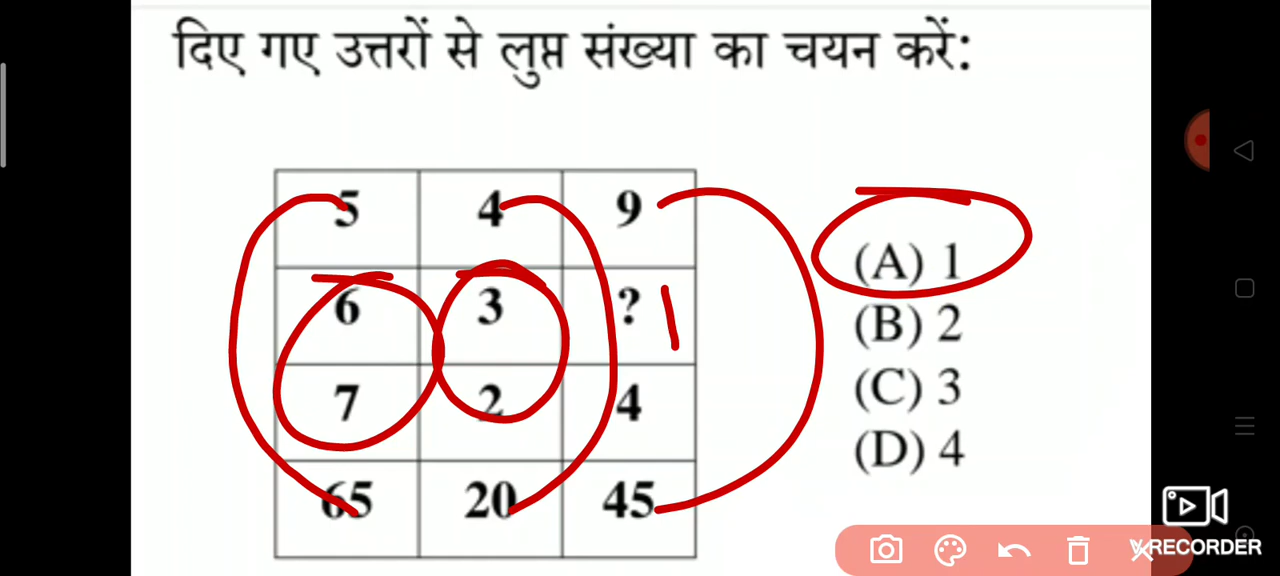 दिए गए उत्तरों से लुप्त संख्या का चयन करें:
5 4 9
6 3 ? 1
7 2 4
65 20 45
(A) 1
(B) 2
(C) 3
(D) 4
V RECORDER